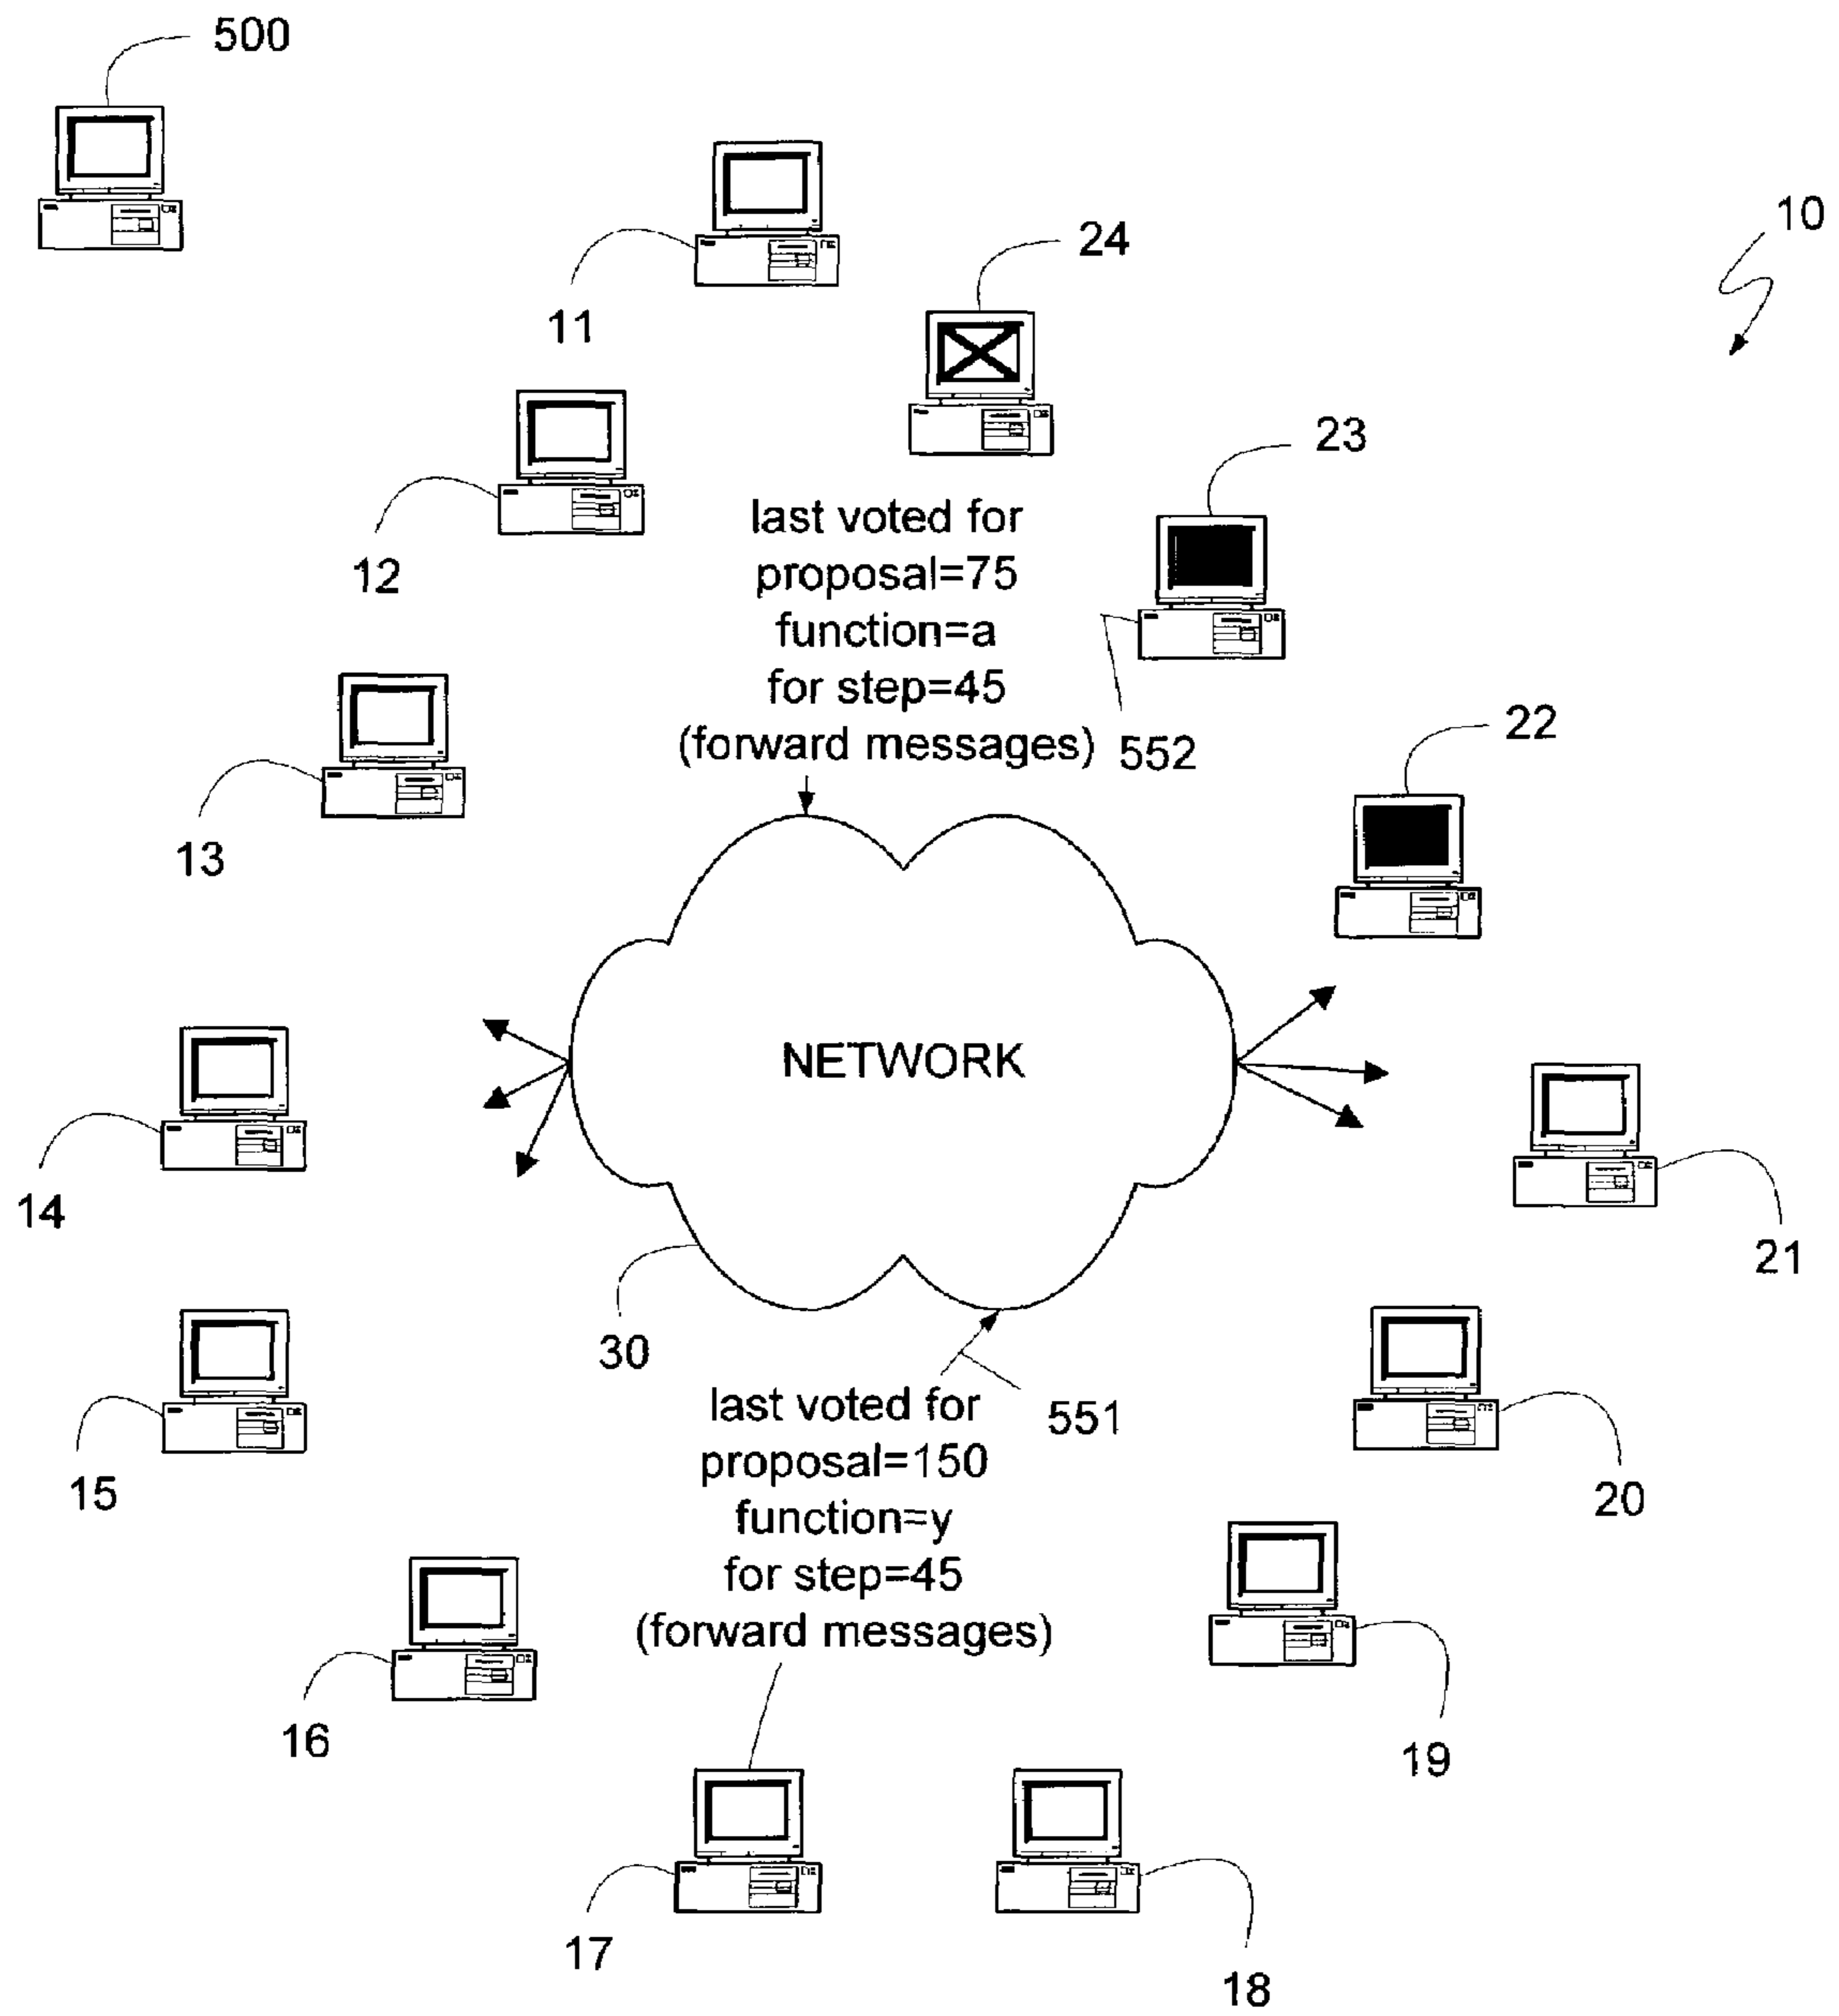 500
10
11
24
12
23
last voted for
proposal=75
function=a
for step=45
(forward messages)
552
22
13
NETWORK
14
21
30
551
last voted for
proposal=150
function=y
for step=45
(forward messages)
15
20
16
19
17
18